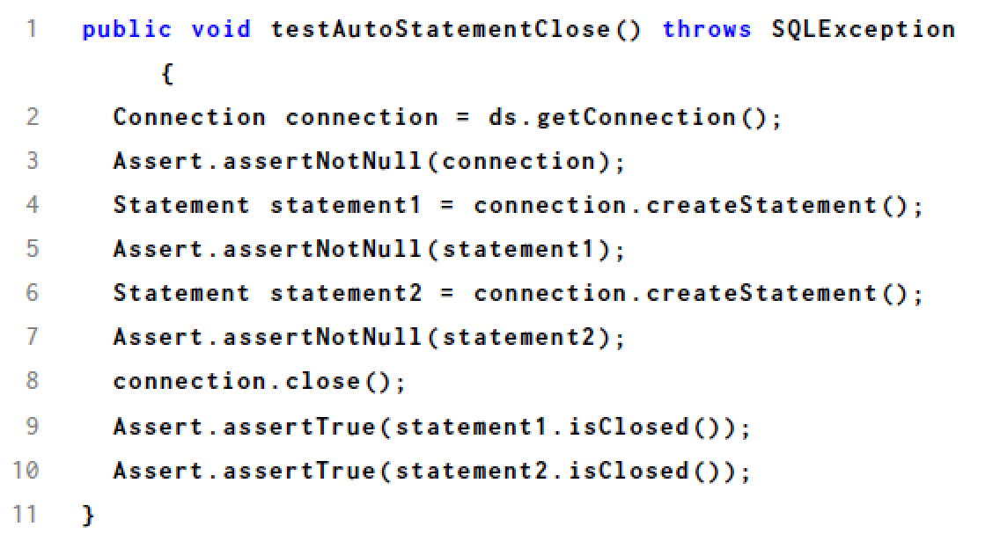 1 public void testAutoStatementClose() throws SQLException
{
2 Connection connection = ds.getConnection();
3 Assert.assertNotNull(connection);
4 Statement statement1 = connection.createStatement();
5 Assert.assertNotNull(statement1);
6 Statement statement2 = connection.createStatement();
7 Assert.assertNotNull(statement2);
8 connection.close();
9 Assert.assertTrue(statement1.isClosed());
10 Assert.assertTrue(statement2.isClosed());
11 }